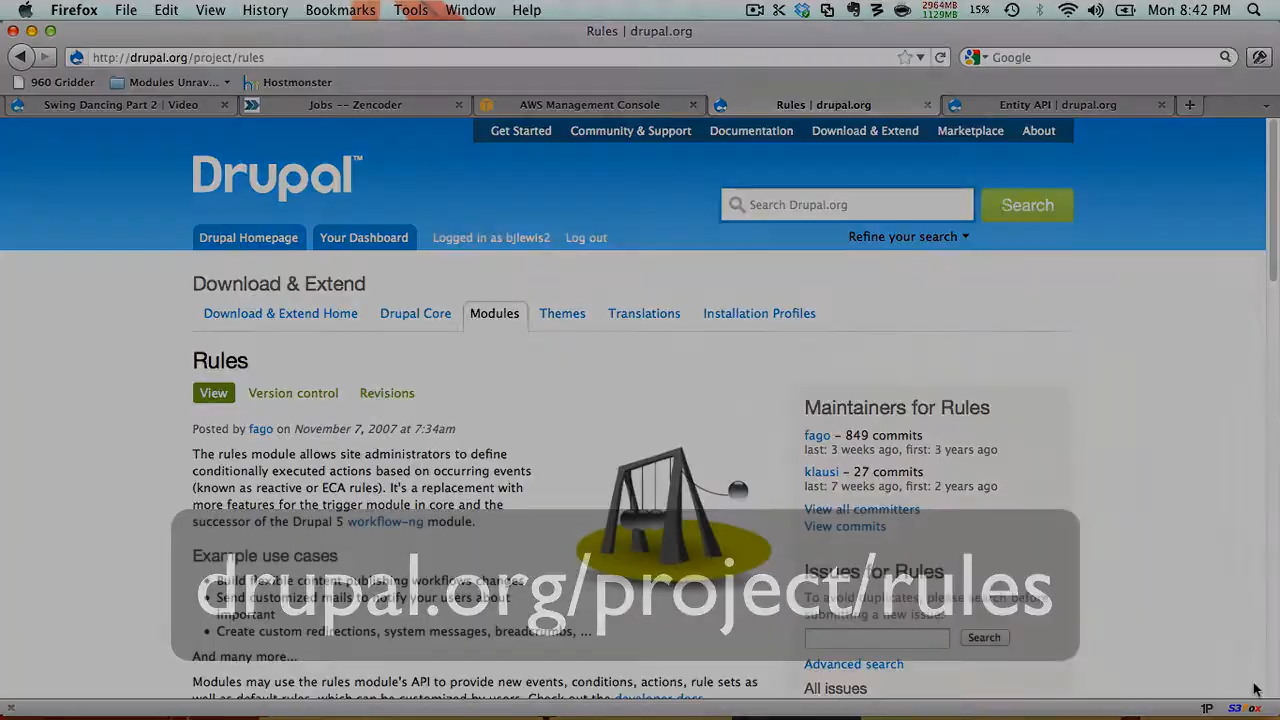 Firefox File Edit View History Bookmarks Tools Window Help 2964MB 1129MB 15% Mon 8:42 PM
Rules | drupal.org
http://drupal.org/project/rules Google
960 Gridder Modules Unrav... Hostmonster
Swing Dancing Part 2 | Video Jobs -- Zencoder AWS Management Console Rules | drupal.org Entity API | drupal.org
Get Started Community & Support Documentation Download & Extend Marketplace About
Drupal™
Search Drupal.org Search
Refine your search
Drupal Homepage Your Dashboard Logged in as bjlewis2 Log out
Download & Extend
Download & Extend Home Drupal Core Modules Themes Translations Installation Profiles
Rules
View Version control Revisions
Posted by fago on November 7, 2007 at 7:34am
The rules module allows site administrators to define
conditionally executed actions based on occurring events
(known as reactive or ECA rules). It's a replacement with
more features for the trigger module in core and the
successor of the Drupal 5 workflow-ng module.
Example use cases
• Build flexible content publishing workflows changes,
• Send customized mails to notify your users about
important
• Create custom redirections, system messages, breadcrumbs, ...
And many more...
Modules may use the rules module's API to provide new events, conditions, actions, rule sets as
well as default rules, which can be customized by users. Check out the developer docs
Maintainers for Rules
fago – 849 commits
last: 3 weeks ago, first: 3 years ago
klausi – 27 commits
last: 7 weeks ago, first: 2 years ago
View all committers
View commits
Issues for Rules
To avoid duplicates, please search before
submitting a new issue:
Search
Advanced search
All issues
drupal.org/project/rules
1P S3Fox